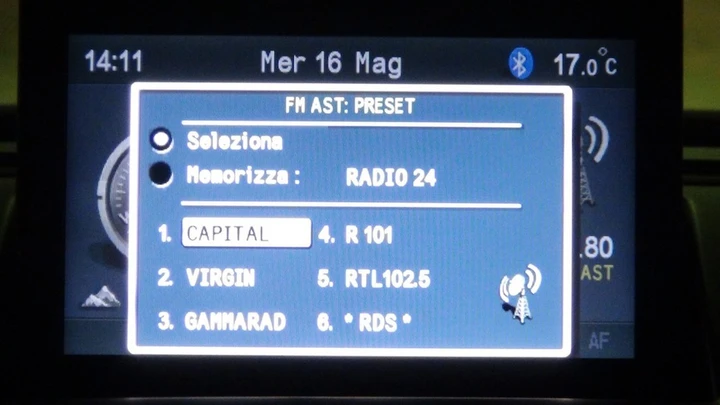 14:11 Mer 16 Mag 17.0°C
FM AST: PRESET
Seleziona
Memorizza: RADIO 24
1. CAPITAL 4. R 101
2. VIRGIN 5. RTL102.5
3. GAMMARAD 6. * RDS *
.80
AST
AF